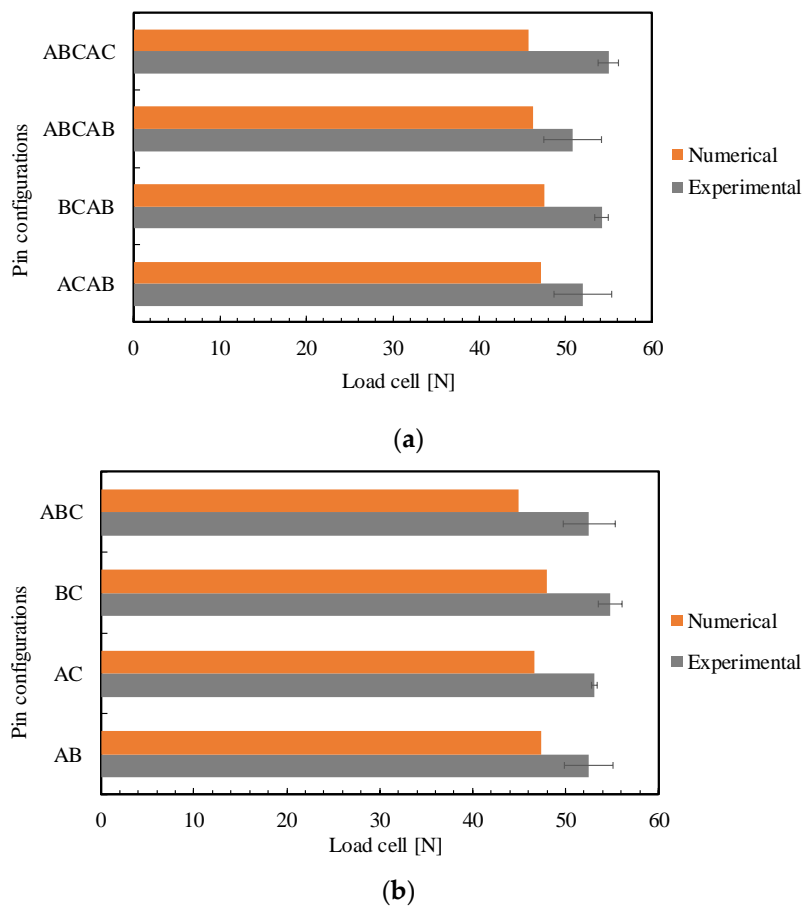 ABCAC
ABCAB
BCAB
ACAB
Pin configurations
0 10 20 30 40 50 60
Load cell [N]
Numerical
Experimental
(a)
ABC
BC
AC
AB
Pin configurations
0 10 20 30 40 50 60
Load cell [N]
Numerical
Experimental
(b)